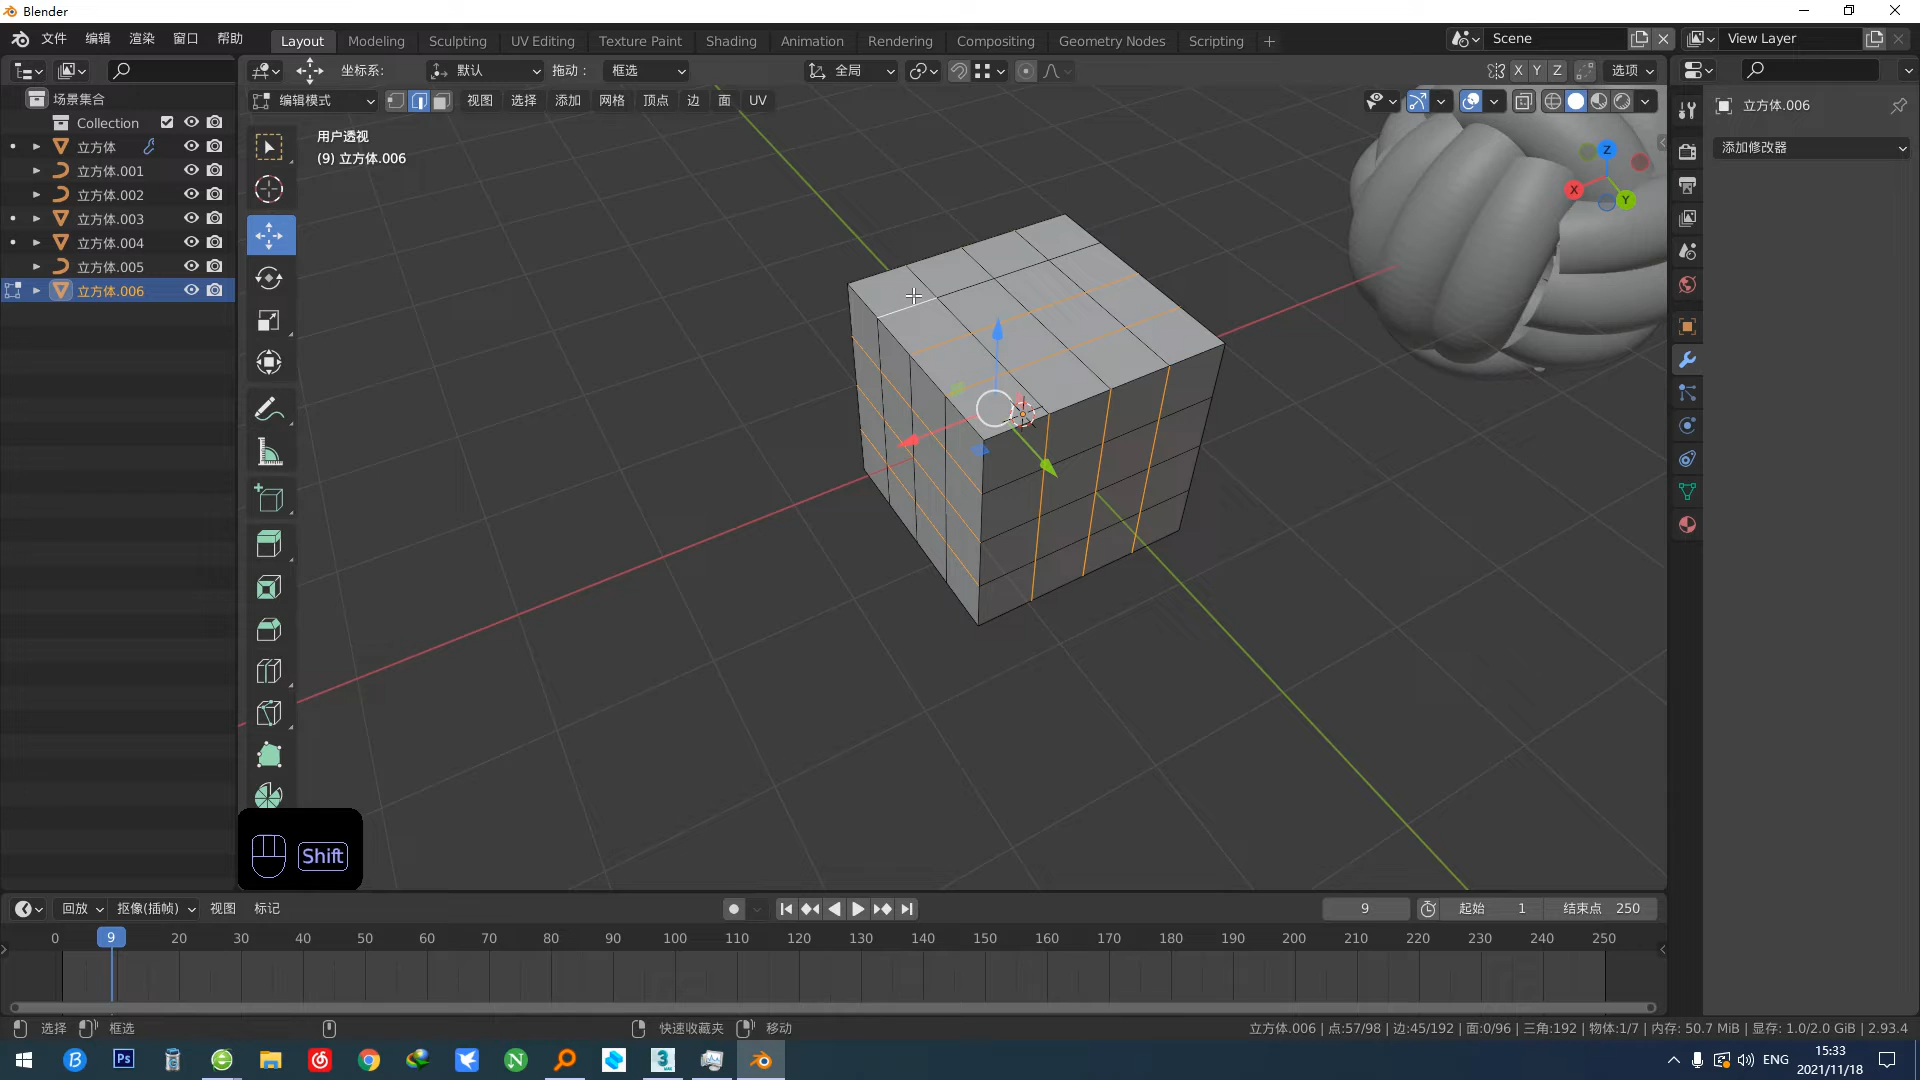 Blender
文件 编辑 渲染 窗口 帮助 Layout Modeling Sculpting UV Editing Texture Paint Shading Animation Rendering Compositing Geometry Nodes Scripting + Scene View Layer
坐标系: 默认 拖动: 框选 全局 X Y Z 选项
编辑模式 视图 选择 添加 网格 顶点 边 面 UV
场景集合
Collection
立方体
立方体.001
立方体.002
立方体.003
立方体.004
立方体.005
立方体.006
用户透视
(9) 立方体.006
Z
X
Y
立方体.006
添加修改器
Shift
回放 抠像(插帧) 视图 标记 9 起始 1 结束点 250
0 9 20 30 40 50 60 70 80 90 100 110 120 130 140 150 160 170 180 190 200 210 220 230 240 250
选择 框选 快速收藏夹 移动 立方体.006 | 点:57/98 | 边:45/192 | 面:0/96 | 三角:192 | 物体:1/7 | 内存: 50.7 MiB | 显存: 1.0/2.0 GiB | 2.93.4
Ps
ENG
15:33
2021/11/18